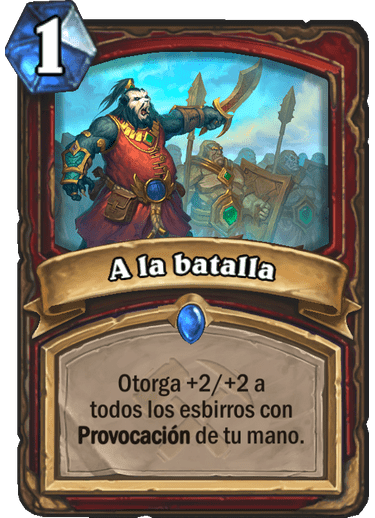 1
A la batalla
Otorga +2/+2 a
todos los esbirros con
Provocación de tu mano.